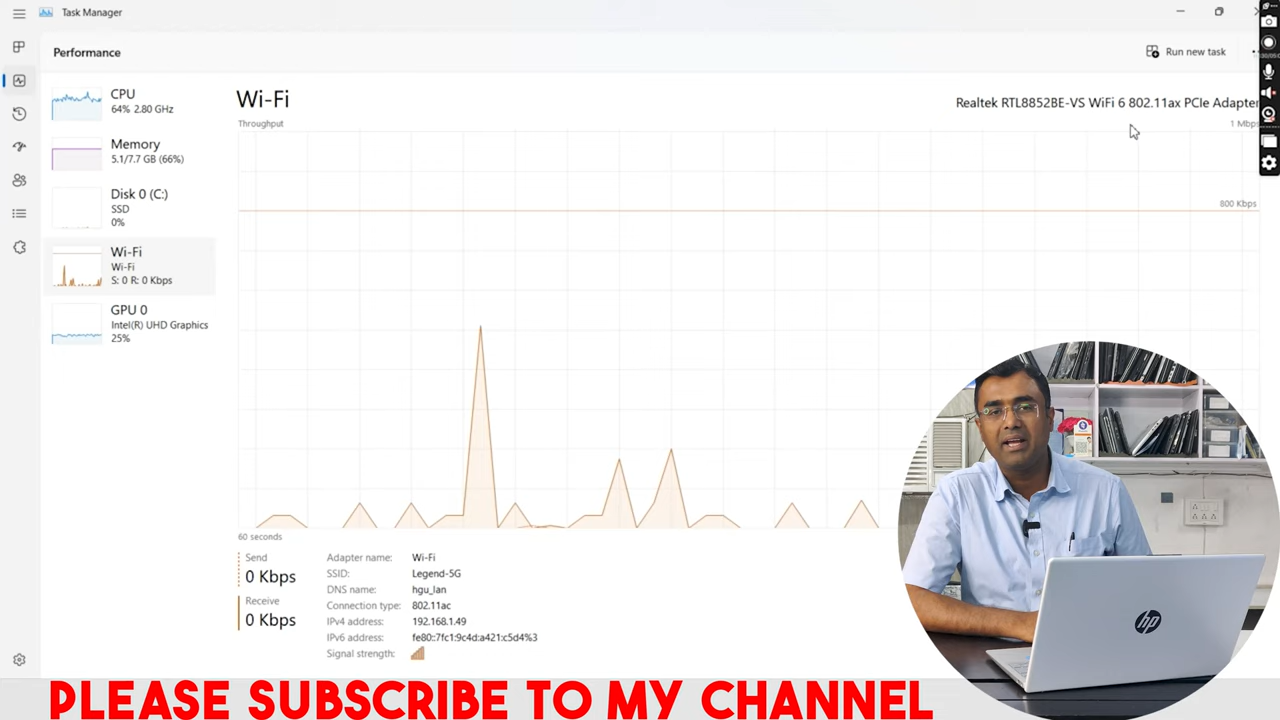 Task Manager
Performance
Run new task
CPU
64% 2.80 GHz
Memory
5.1/7.7 GB (66%)
Disk 0 (C:)
SSD
0%
Wi-Fi
Wi-Fi
S: 0 R: 0 Kbps
GPU 0
Intel(R) UHD Graphics
25%
Wi-Fi
Realtek RTL8852BE-VS WiFi 6 802.11ax PCIe Adapter
Throughput
1 Mbps
800 Kbps
60 seconds
Send
0 Kbps
Receive
0 Kbps
Adapter name: Wi-Fi
SSID: Legend-5G
DNS name: hgu_lan
Connection type: 802.11ac
IPv4 address: 192.168.1.49
IPv6 address: fe80::7fc1:9c4d:a421:c5d4%3
Signal strength:
hp
PLEASE SUBSCRIBE TO MY CHANNEL